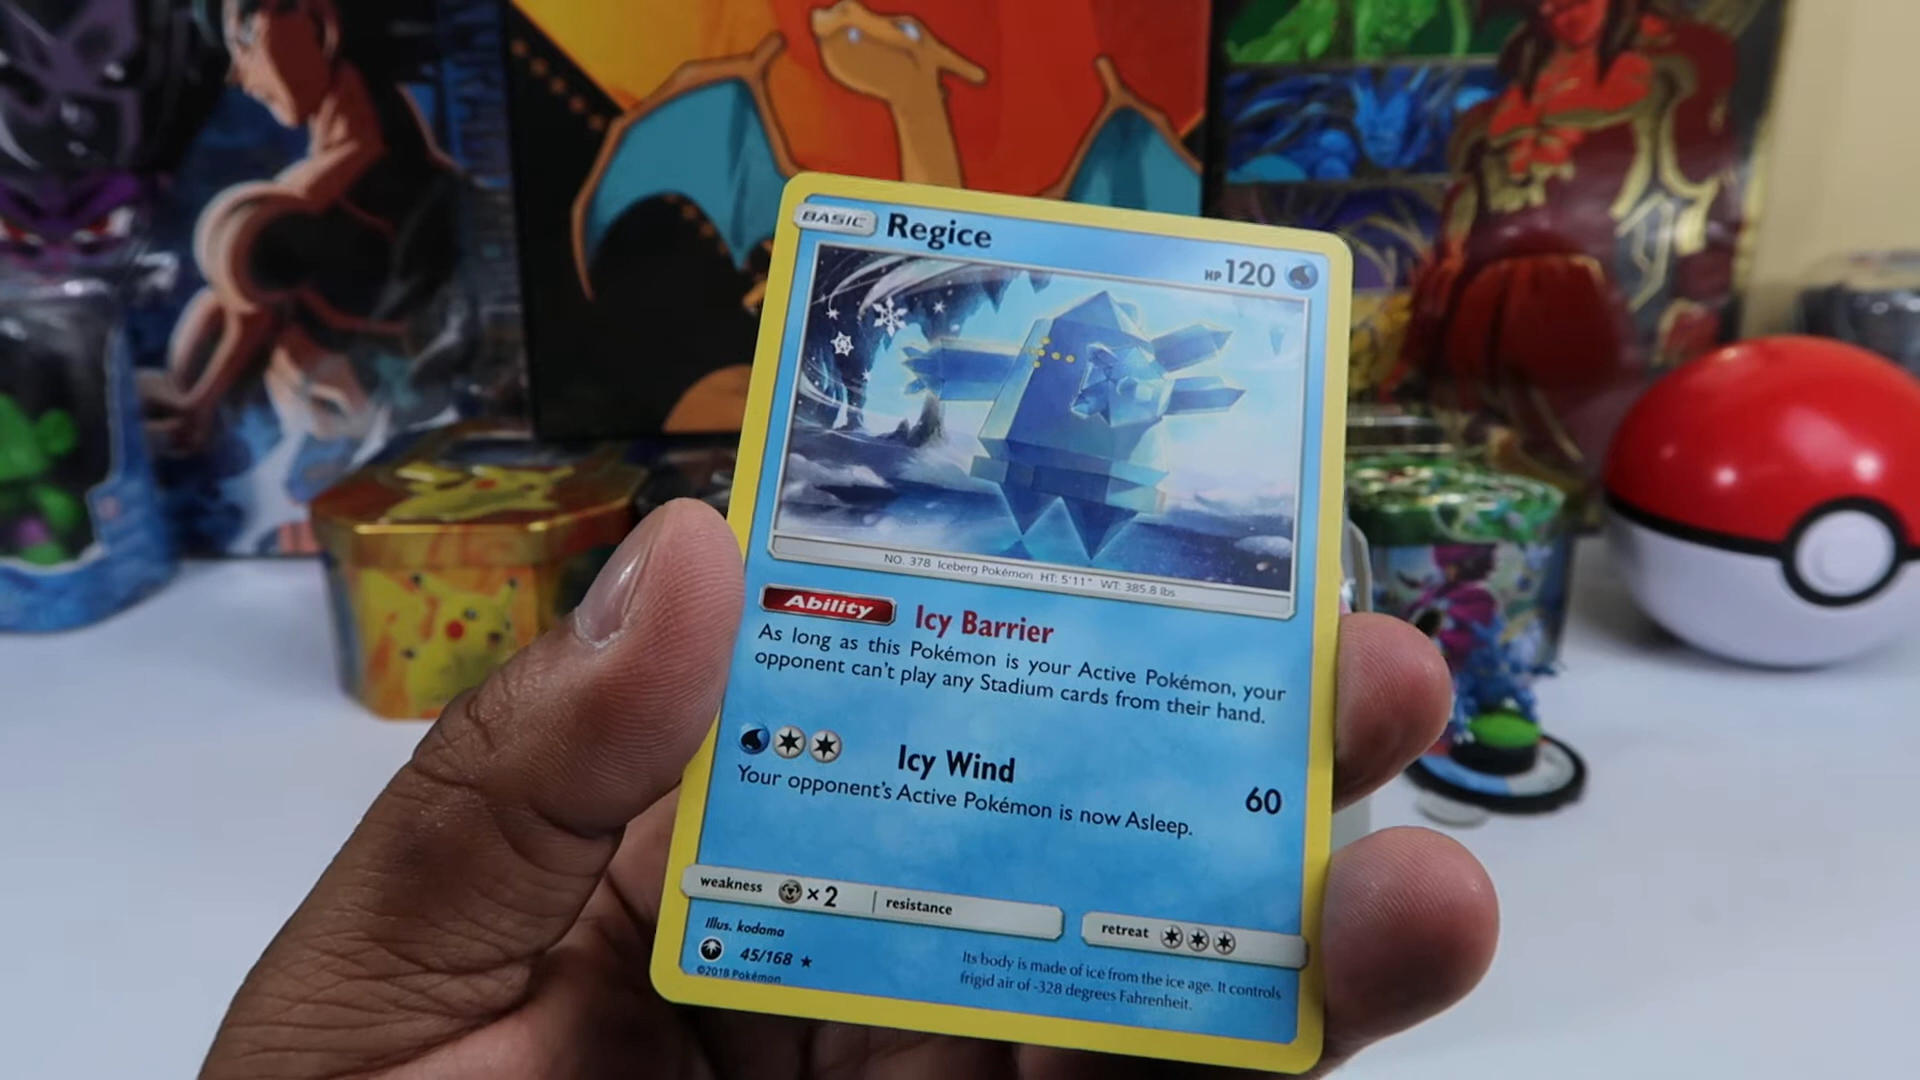 BASIC Regice
HP 120
NO. 378 Iceberg Pokémon HT: 5'11" WT: 385.8 lbs.
Ability Icy Barrier
As long as this Pokémon is your Active Pokémon, your
opponent can't play any Stadium cards from their hand.
Icy Wind 60
Your opponent's Active Pokémon is now Asleep.
weakness ×2 resistance retreat
Illus. kodama
45/168 ★
©2018 Pokémon
Its body is made of ice from the ice age. It controls
frigid air of -328 degrees Fahrenheit.